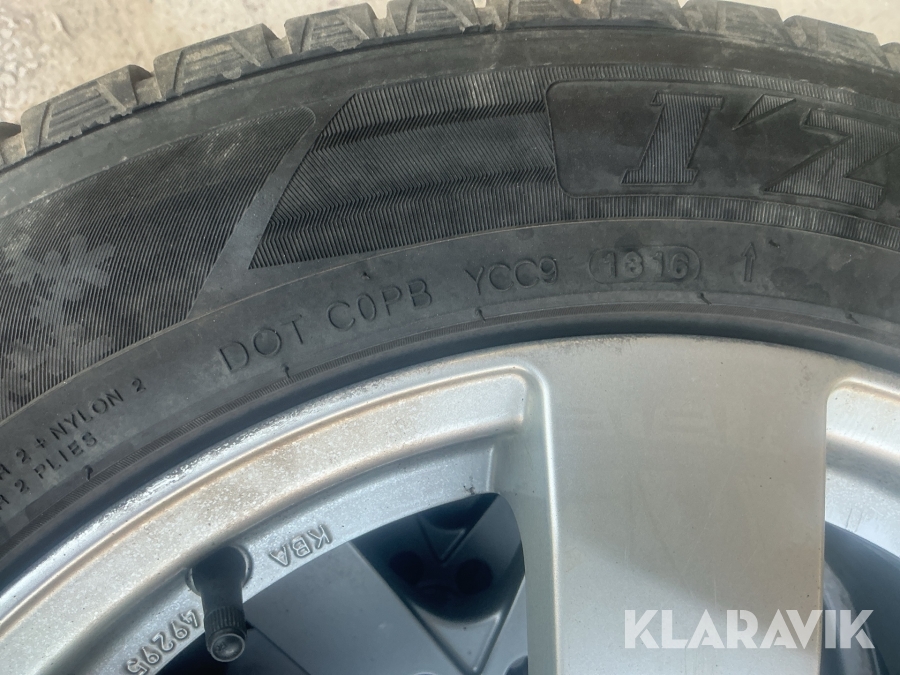 KLARAVIK
I'Z
DOT C0PB YCC9 1816 ↑
2 + NYLON 2
2 PLIES
KBA
49295